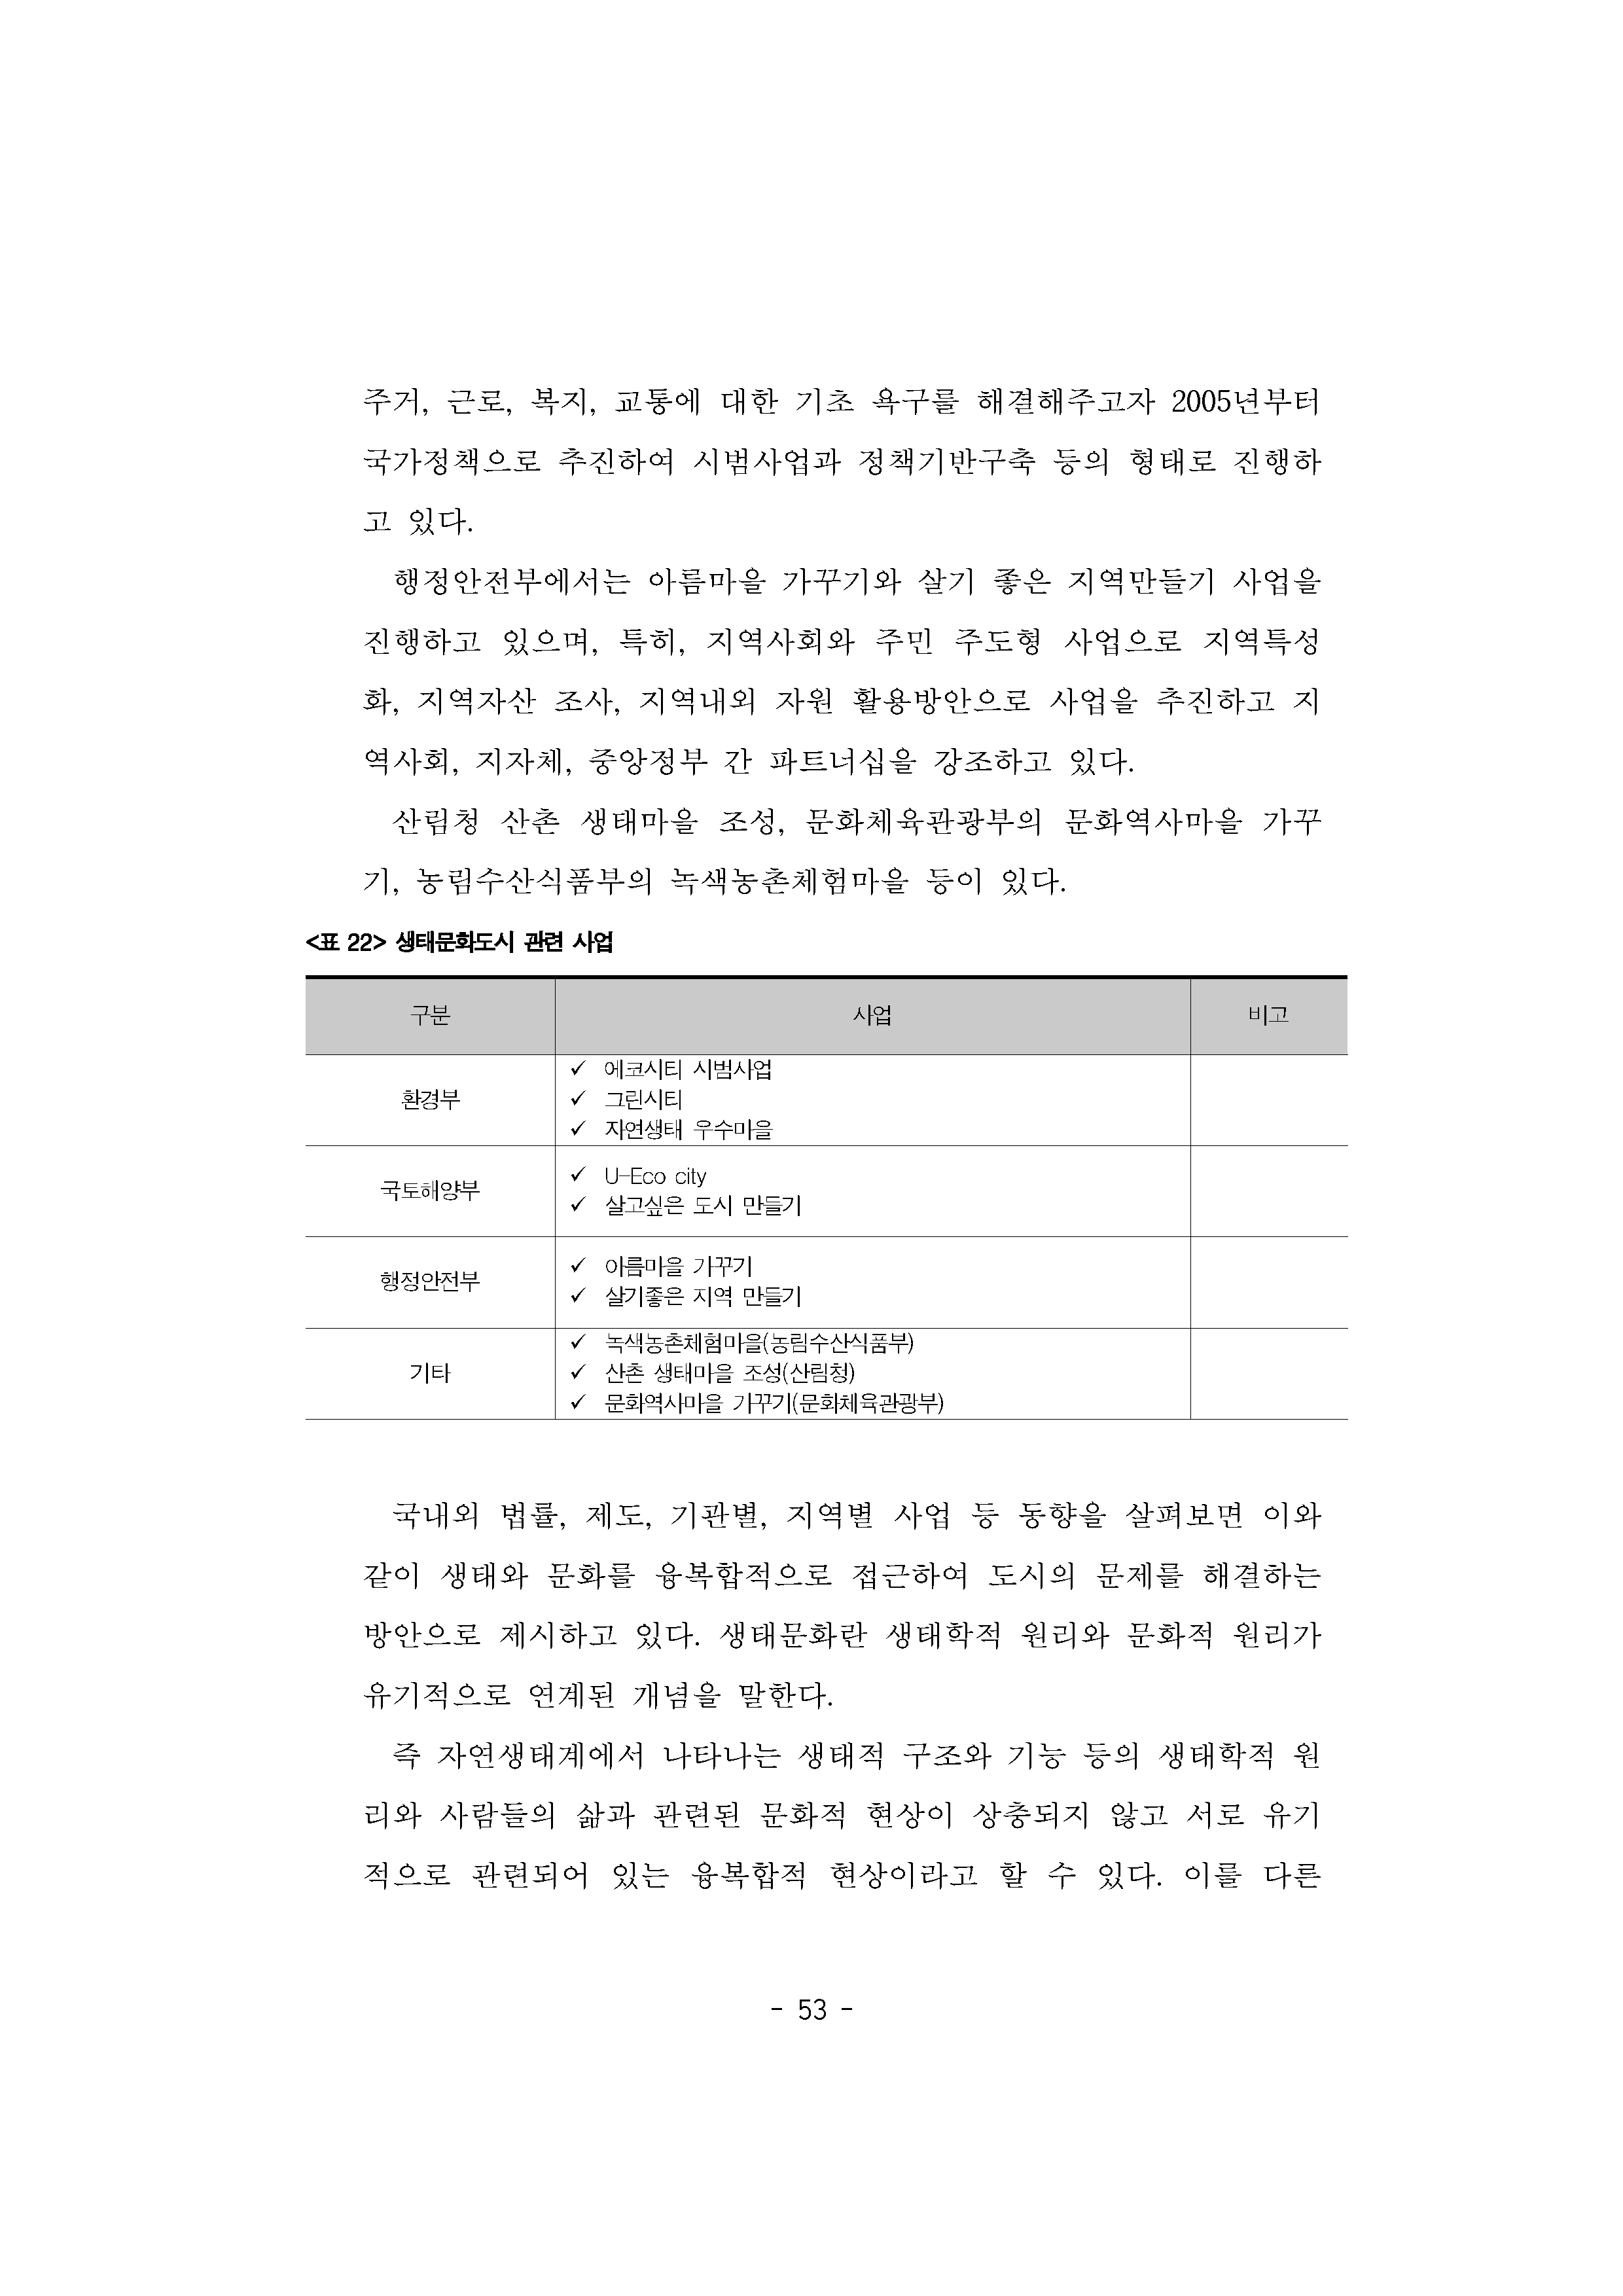 주거, 근로, 복지, 교통에 대한 기초 욕구를 해결해주고자 2005년부터
국가정책으로 추진하여 시범사업과 정책기반구축 등의 형태로 진행하
고 있다.
행정안전부에서는 아름마을 가꾸기와 살기 좋은 지역만들기 사업을
진행하고 있으며, 특히, 지역사회와 주민 주도형 사업으로 지역특성
화, 지역자산 조사, 지역내외 자원 활용방안으로 사업을 추진하고 지
역사회, 지자체, 중앙정부 간 파트너십을 강조하고 있다.
산림청 산촌 생태마을 조성, 문화체육관광부의 문화역사마을 가꾸
기, 농림수산식품부의 녹색농촌체험마을 등이 있다.
<표 22> 생태문화도시 관련 사업
구분 사업 비고
환경부
✓ 에코시티 시범사업
✓ 그린시티
✓ 자연생태 우수마을
국토해양부
✓ U-Eco city
✓ 살고싶은 도시 만들기
행정안전부
✓ 아름마을 가꾸기
✓ 살기좋은 지역 만들기
기타
✓ 녹색농촌체험마을(농림수산식품부)
✓ 산촌 생태마을 조성(산림청)
✓ 문화역사마을 가꾸기(문화체육관광부)
국내외 법률, 제도, 기관별, 지역별 사업 등 동향을 살펴보면 이와
같이 생태와 문화를 융복합적으로 접근하여 도시의 문제를 해결하는
방안으로 제시하고 있다. 생태문화란 생태학적 원리와 문화적 원리가
유기적으로 연계된 개념을 말한다.
즉 자연생태계에서 나타나는 생태적 구조와 기능 등의 생태학적 원
리와 사람들의 삶과 관련된 문화적 현상이 상충되지 않고 서로 유기
적으로 관련되어 있는 융복합적 현상이라고 할 수 있다. 이를 다른
- 53 -